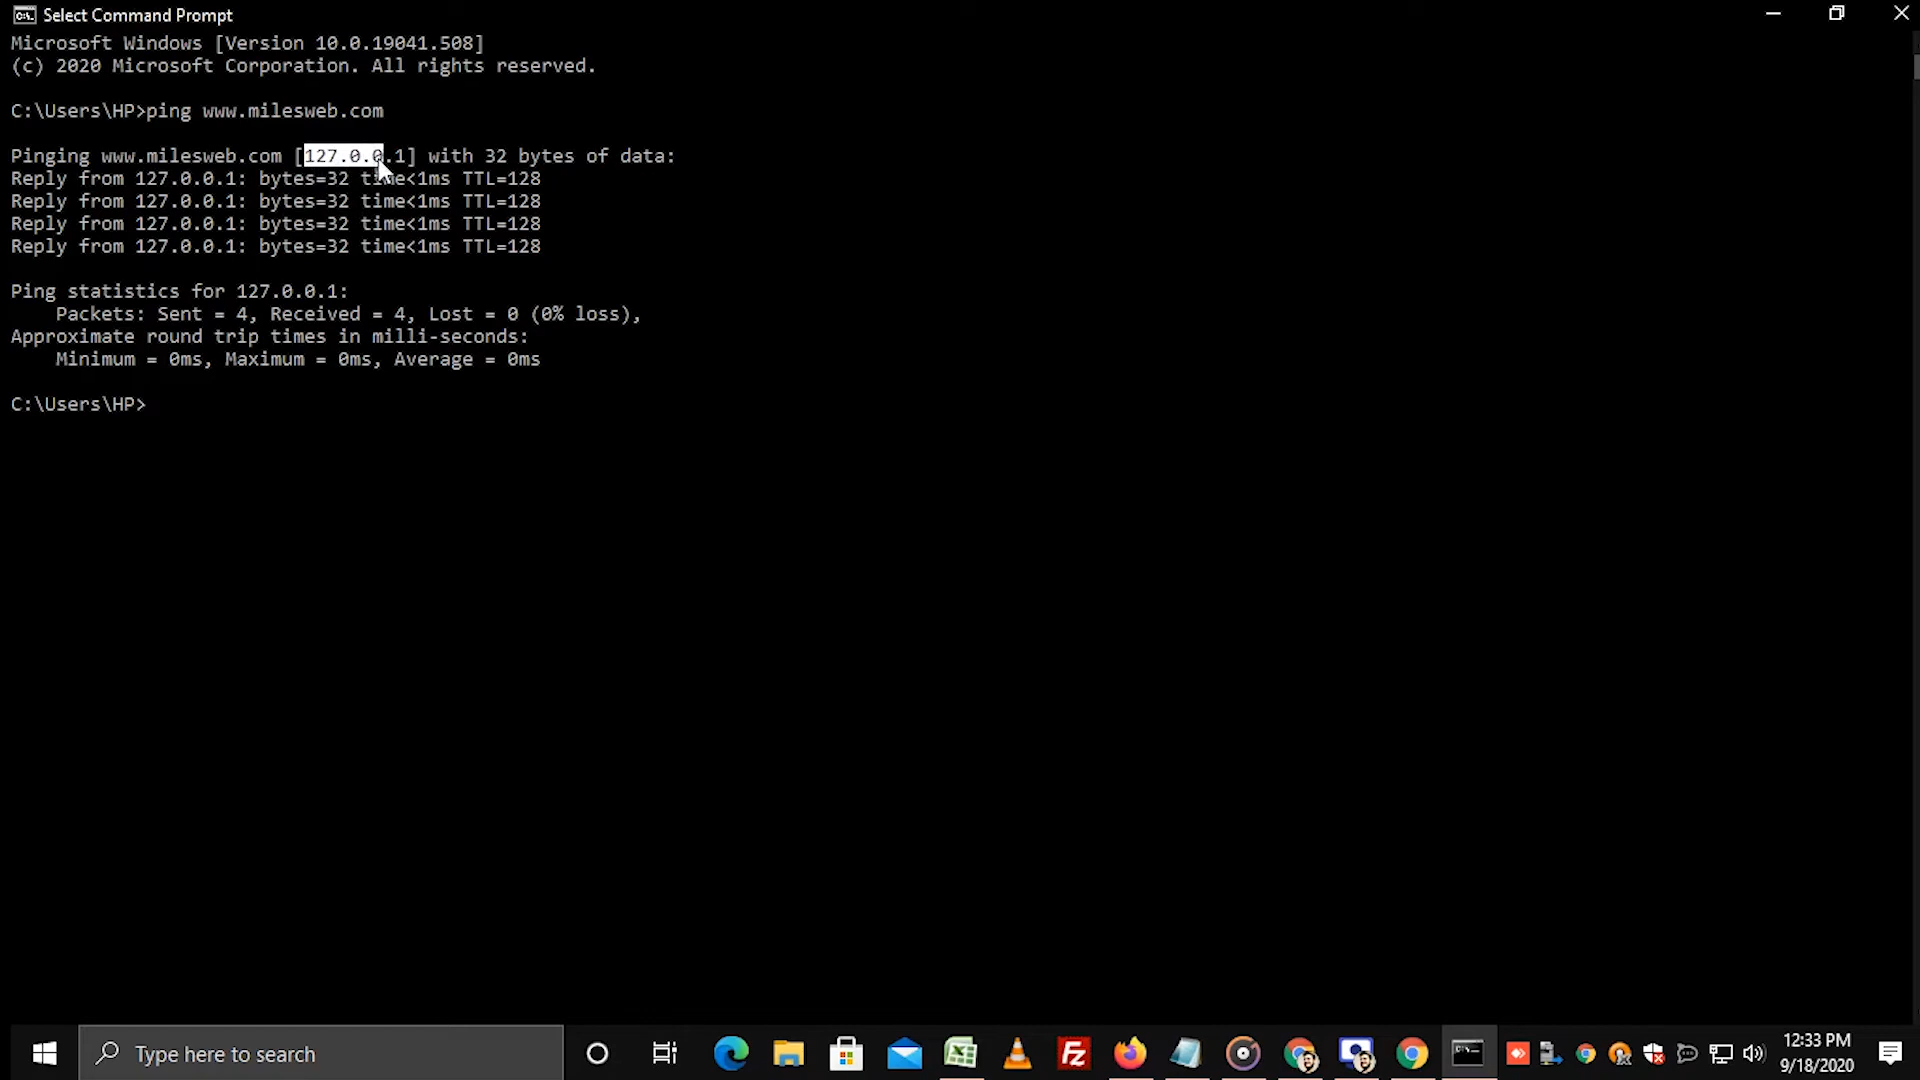 Select Command Prompt
Microsoft Windows [Version 10.0.19041.508]
(c) 2020 Microsoft Corporation. All rights reserved.
C:\Users\HP>ping www.milesweb.com
Pinging www.milesweb.com [127.0.0.1] with 32 bytes of data:
Reply from 127.0.0.1: bytes=32 time<1ms TTL=128
Reply from 127.0.0.1: bytes=32 time<1ms TTL=128
Reply from 127.0.0.1: bytes=32 time<1ms TTL=128
Reply from 127.0.0.1: bytes=32 time<1ms TTL=128
Ping statistics for 127.0.0.1:
Packets: Sent = 4, Received = 4, Lost = 0 (0% loss),
Approximate round trip times in milli-seconds:
Minimum = 0ms, Maximum = 0ms, Average = 0ms
C:\Users\HP>
Type here to search
12:33 PM
9/18/2020